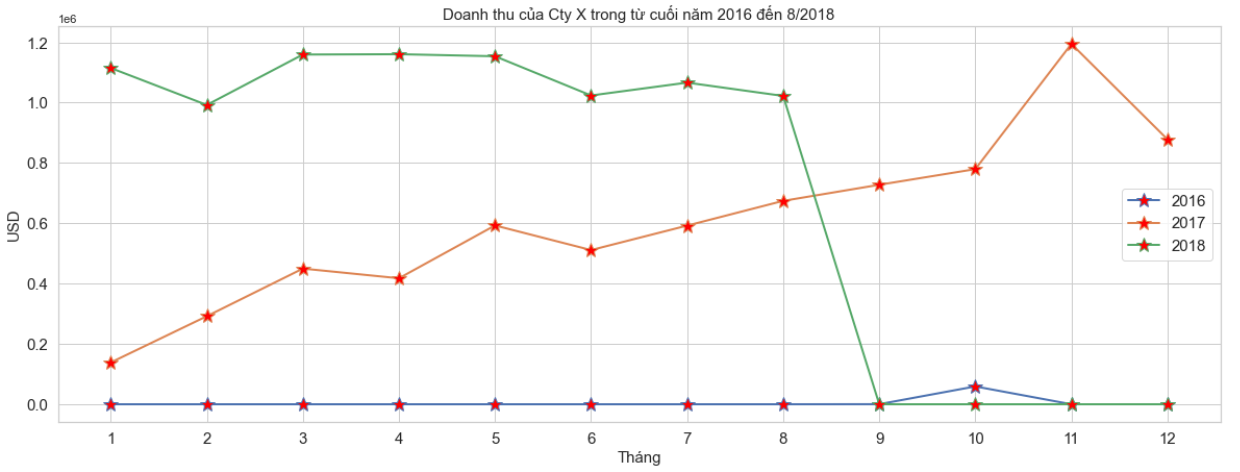 Doanh thu của Cty X trong từ cuối năm 2016 đến 8/2018
1e6
1.2
1.0
0.8
0.6
0.4
0.2
0.0
USD
2016
2017
2018
1 2 3 4 5 6 7 8 9 10 11 12
Tháng